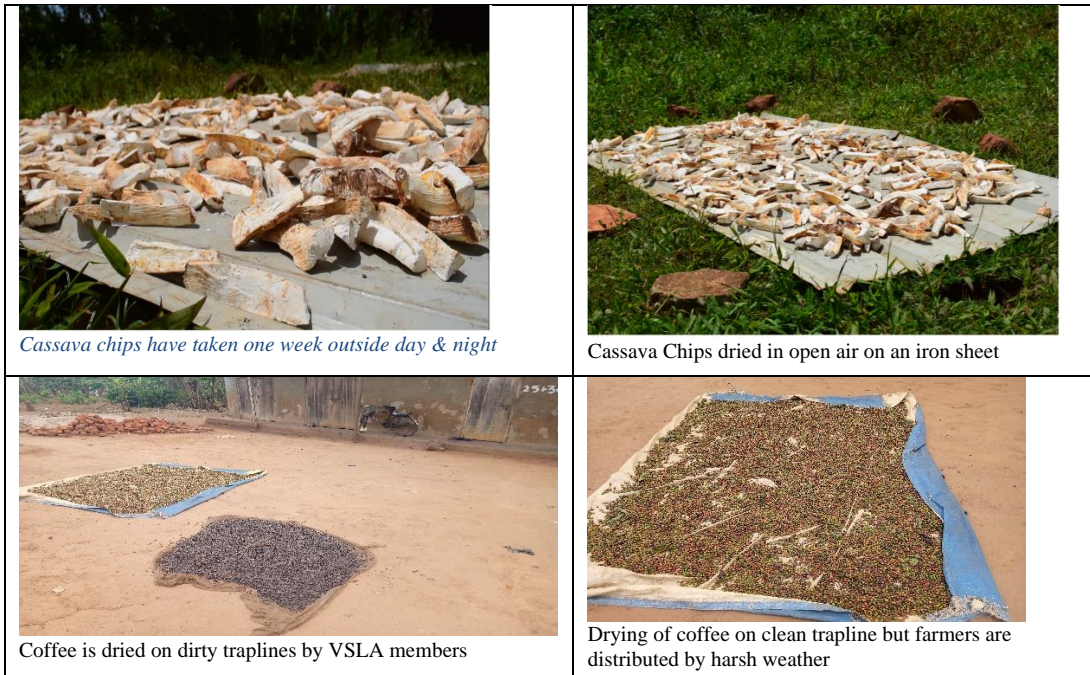 Cassava chips have taken one week outside day & night
Cassava Chips dried in open air on an iron sheet
Coffee is dried on dirty traplines by VSLA members
Drying of coffee on clean trapline but farmers are
distributed by harsh weather